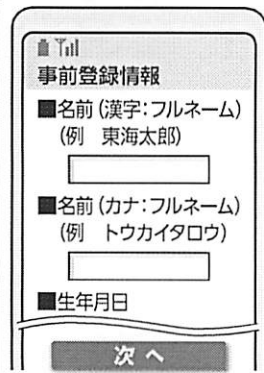 事前登録情報
■名前(漢字:フルネーム)
(例　東海太郎)
■名前(カナ:フルネーム)
(例　トウカイタロウ)
■生年月日
次へ